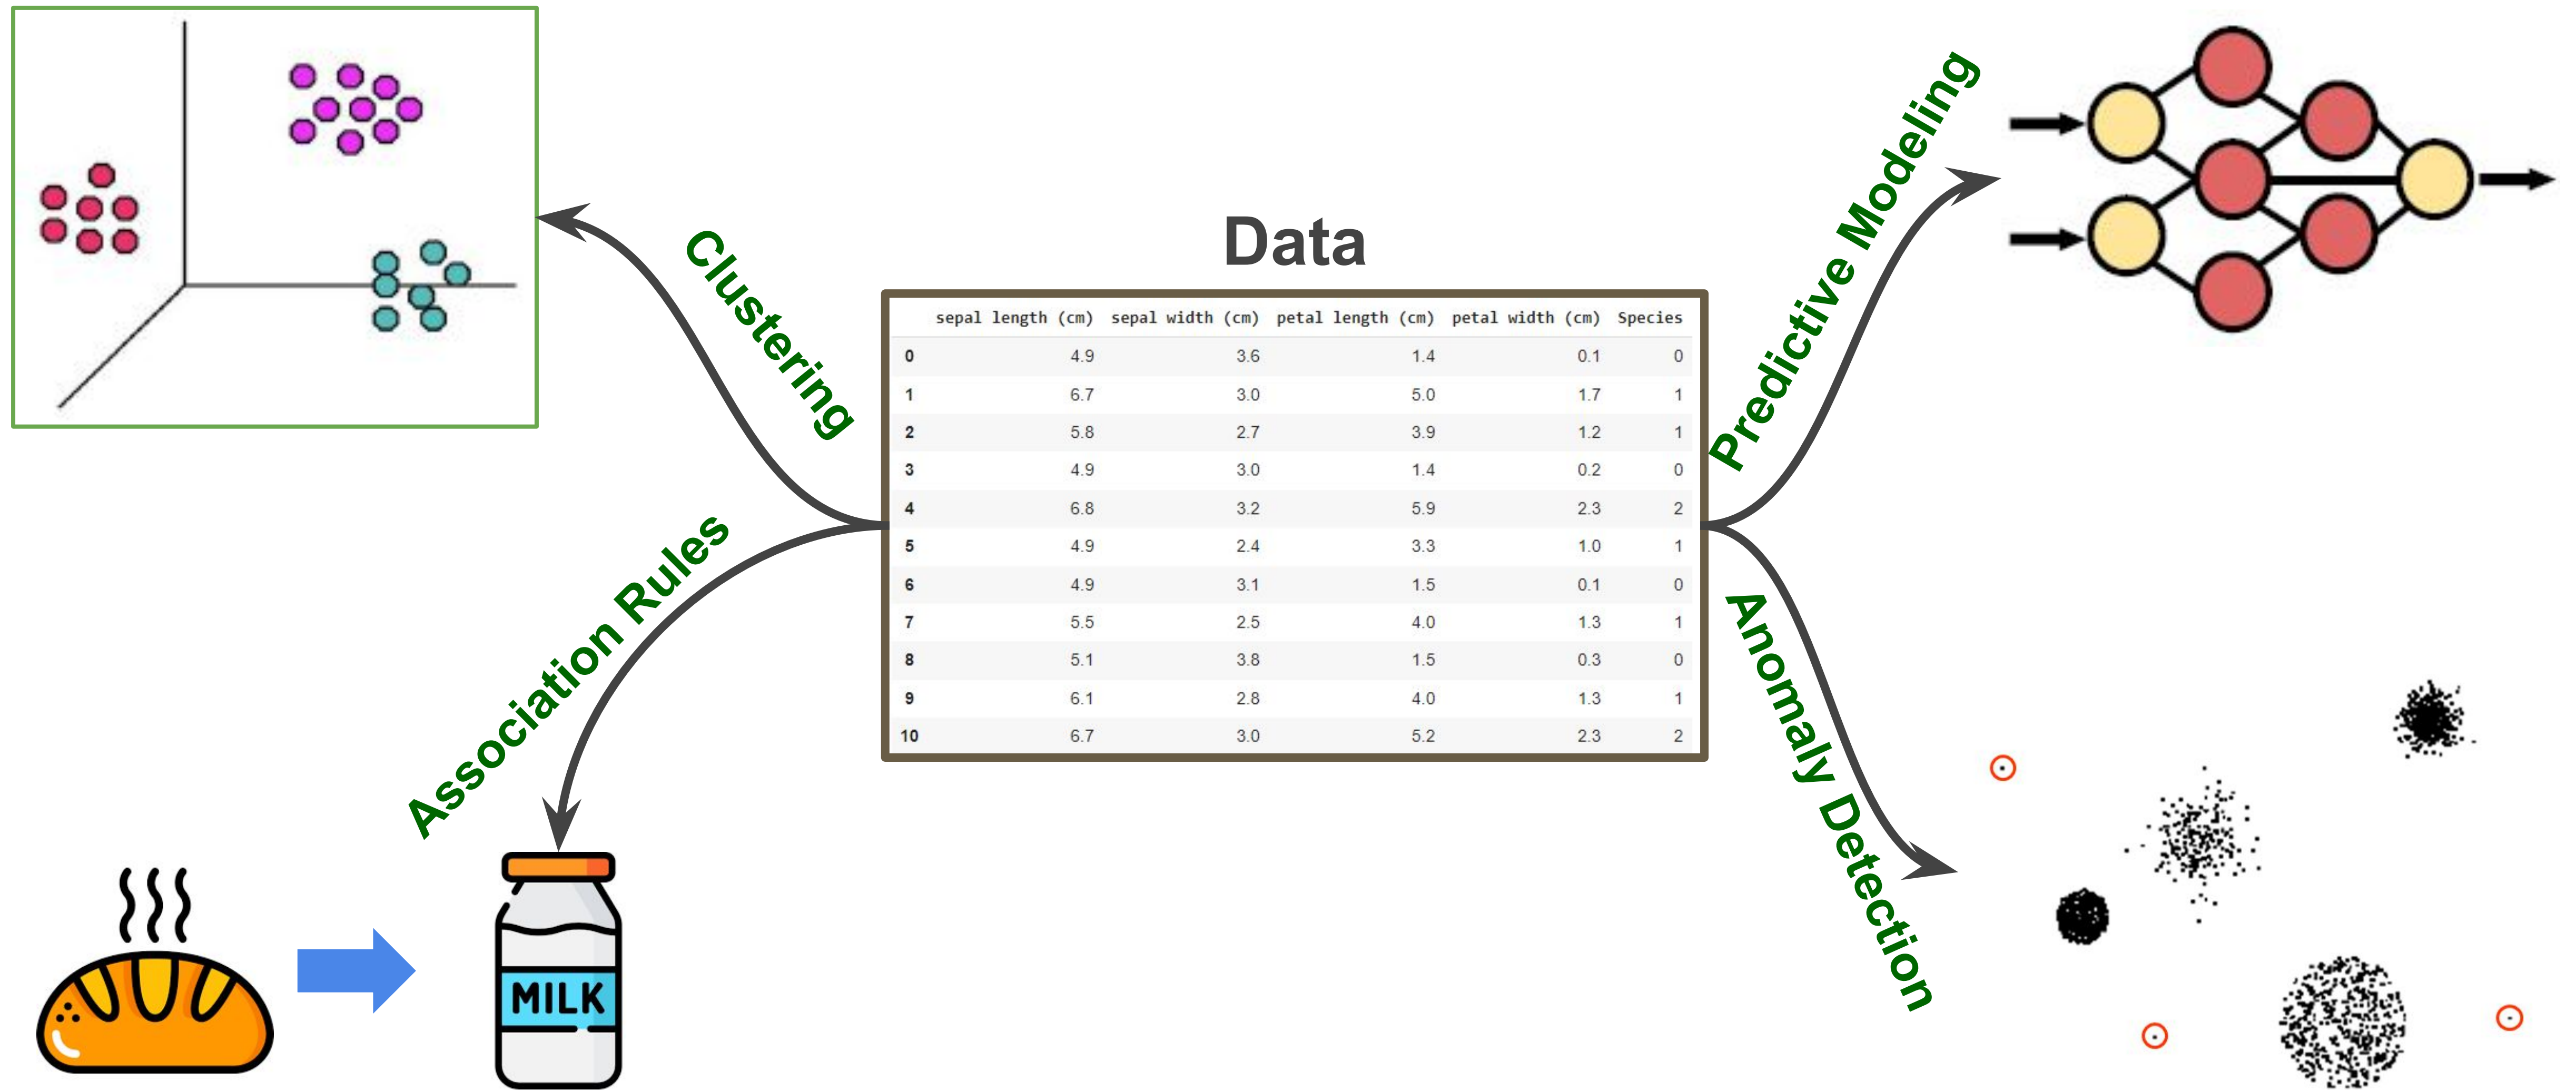 Data
Clustering
Predictive Modeling
sepal length (cm) sepal width (cm) petal length (cm) petal width (cm) Species
0 4.9 3.6 1.4 0.1 0
1 6.7 3.0 5.0 1.7 1
2 5.8 2.7 3.9 1.2 1
3 4.9 3.0 1.4 0.2 0
4 6.8 3.2 5.9 2.3 2
5 4.9 2.4 3.3 1.0 1
6 4.9 3.1 1.5 0.1 0
7 5.5 2.5 4.0 1.3 1
8 5.1 3.8 1.5 0.3 0
9 6.1 2.8 4.0 1.3 1
10 6.7 3.0 5.2 2.3 2
Association Rules
Anomaly Detection
MILK